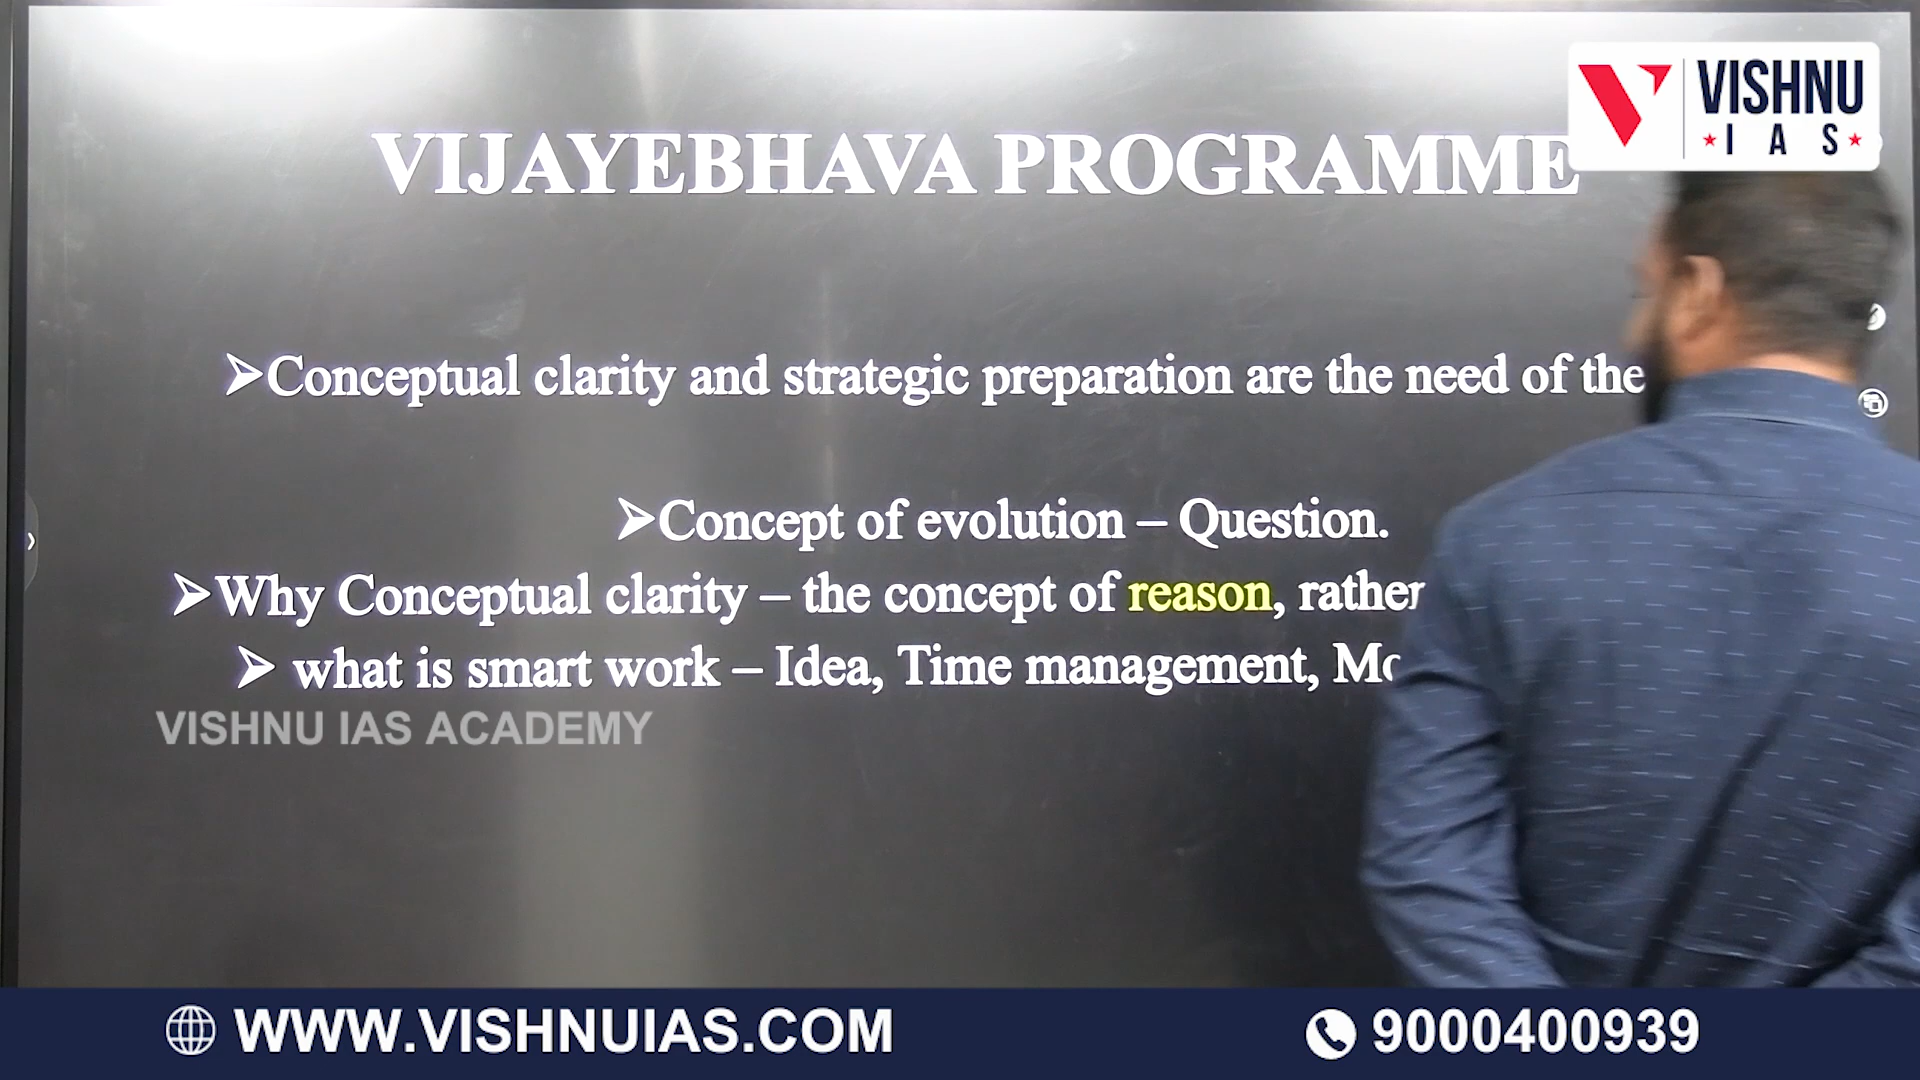 VISHNU
IAS
VIJAYEBHAVA PROGRAMME
➢Conceptual clarity and strategic preparation are the need of the
➢Concept of evolution – Question.
➢Why Conceptual clarity – the concept of reason, rather
➢ what is smart work – Idea, Time management,
VISHNU IAS ACADEMY
WWW.VISHNUIAS.COM
9000400939